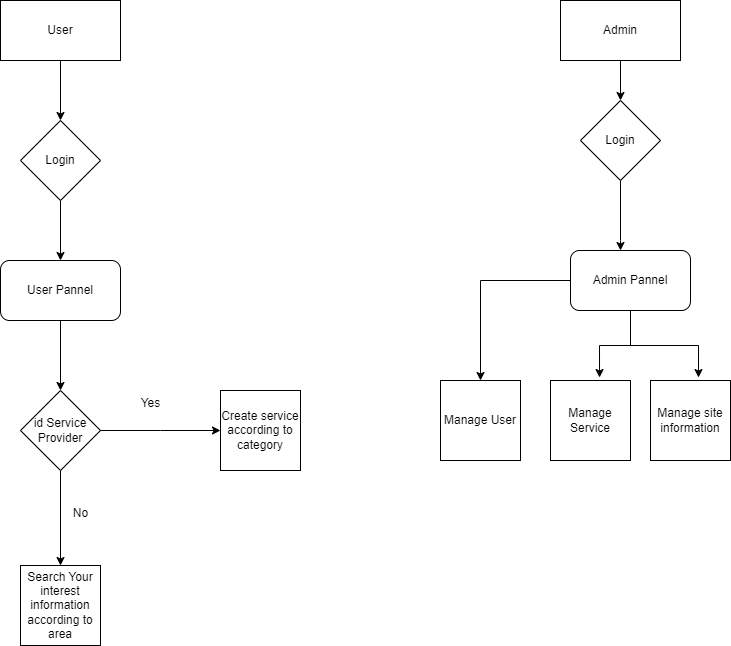 User
Admin
Login
Login
User Pannel
Admin Pannel
id Service
Provider
Yes
Create service
according to
category
Manage User
Manage
Service
Manage site
information
No
Search Your
interest
information
according to
area